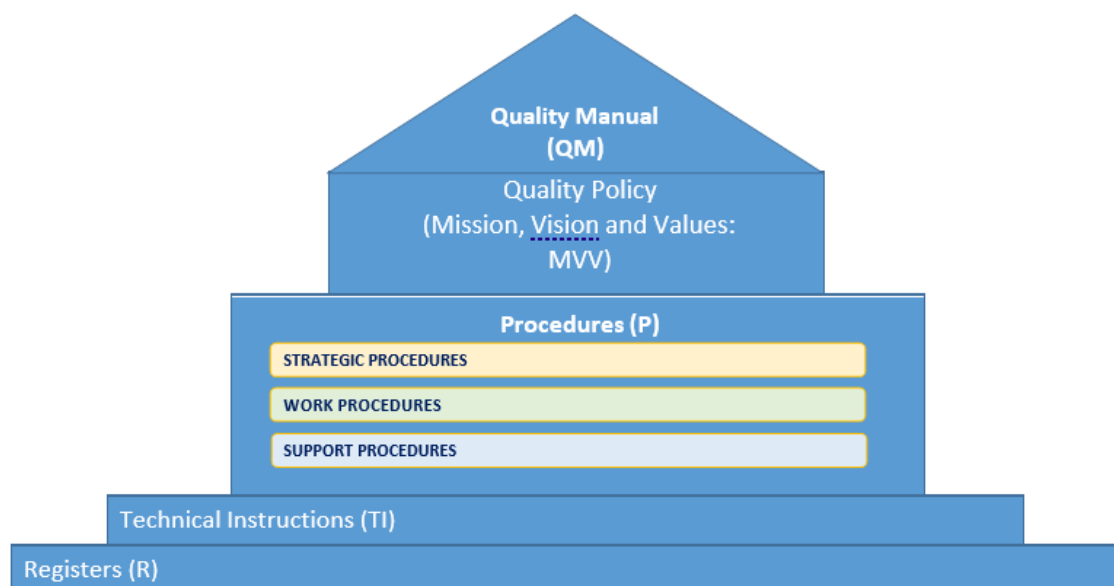 Quality Manual
(QM)
Quality Policy
(Mission, Vision and Values:
MVV)
Procedures (P)
STRATEGIC PROCEDURES
WORK PROCEDURES
SUPPORT PROCEDURES
Technical Instructions (TI)
Registers (R)